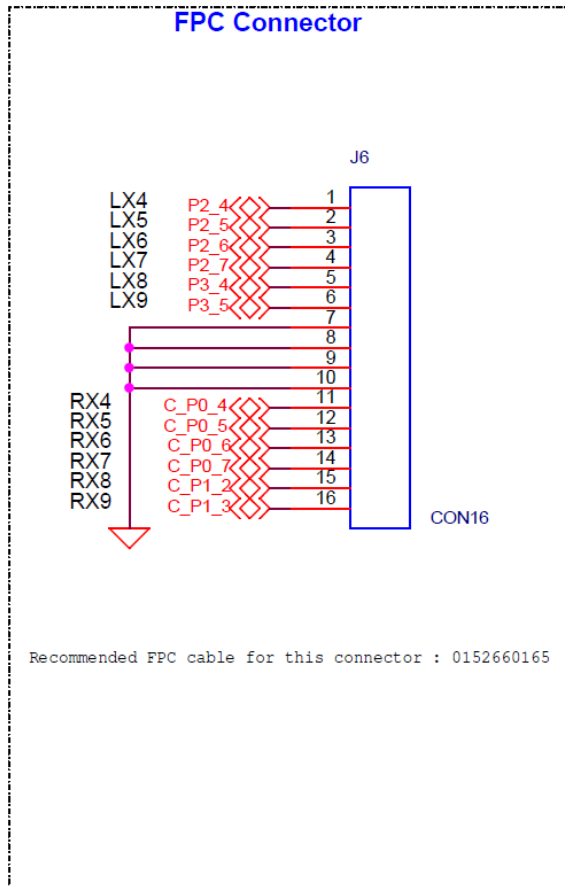 FPC Connector
J6
LX4 P2_4 1
LX5 P2_5 2
LX6 P2_6 3
LX7 P2_7 4
LX8 P3_4 5
LX9 P3_5 6
7
8
9
10
RX4 C_P0_4 11
RX5 C_P0_5 12
RX6 C_P0_6 13
RX7 C_P0_7 14
RX8 C_P1_2 15
RX9 C_P1_3 16
CON16
Recommended FPC cable for this connector : 0152660165